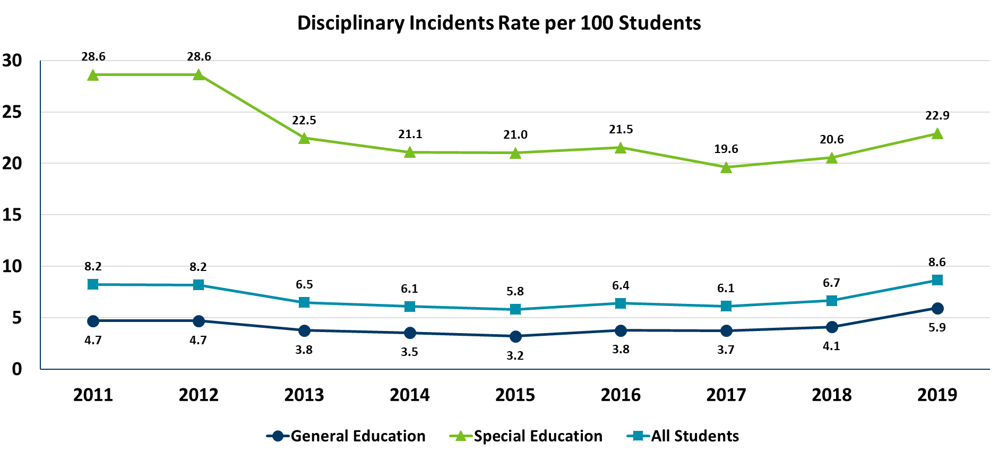 Disciplinary Incidents Rate per 100 Students
30
25
20
15
10
5
0
28.6 28.6 22.5 21.1 21.0 21.5 19.6 20.6 22.9
8.2 8.2 6.5 6.1 5.8 6.4 6.1 6.7 8.6
4.7 4.7 3.8 3.5 3.2 3.8 3.7 4.1 5.9
2011 2012 2013 2014 2015 2016 2017 2018 2019
General Education Special Education All Students